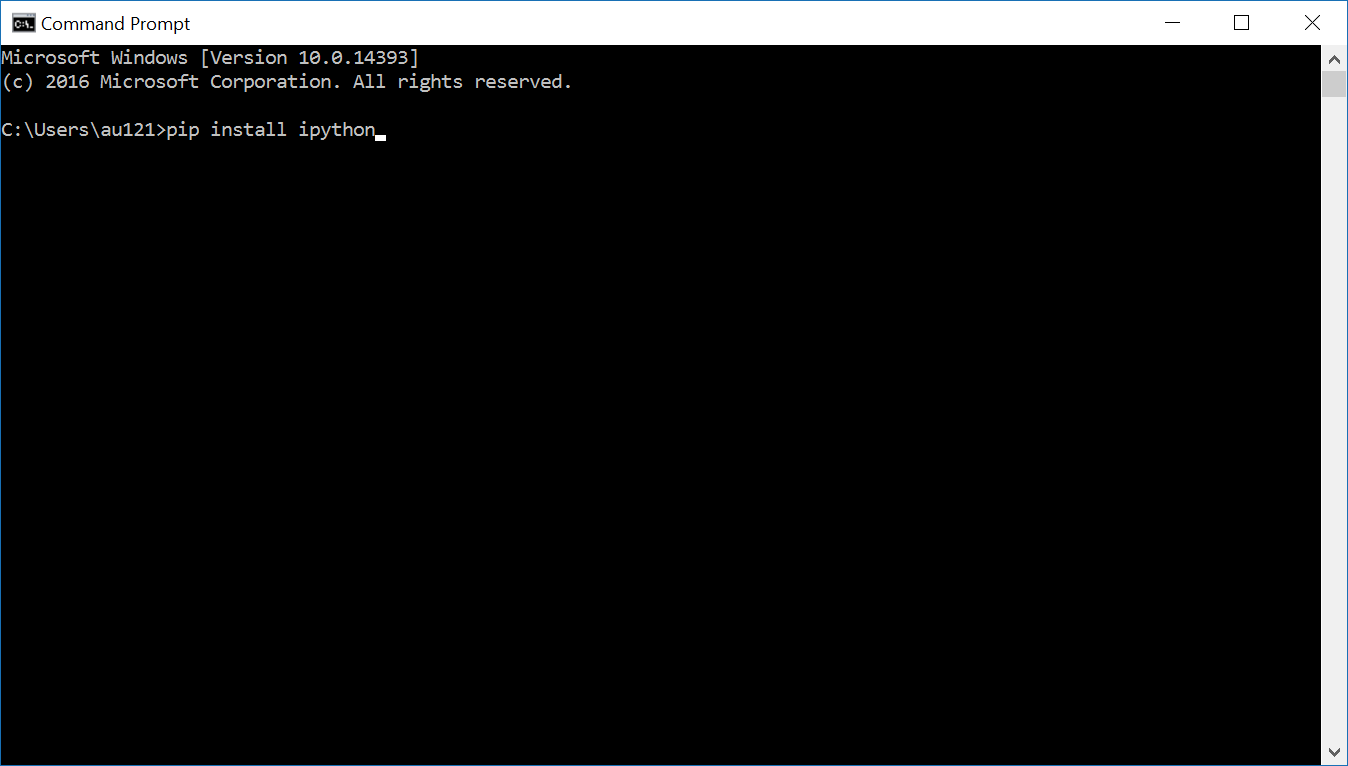 Command Prompt
Microsoft Windows [Version 10.0.14393]
(c) 2016 Microsoft Corporation. All rights reserved.
C:\Users\au121>pip install ipython